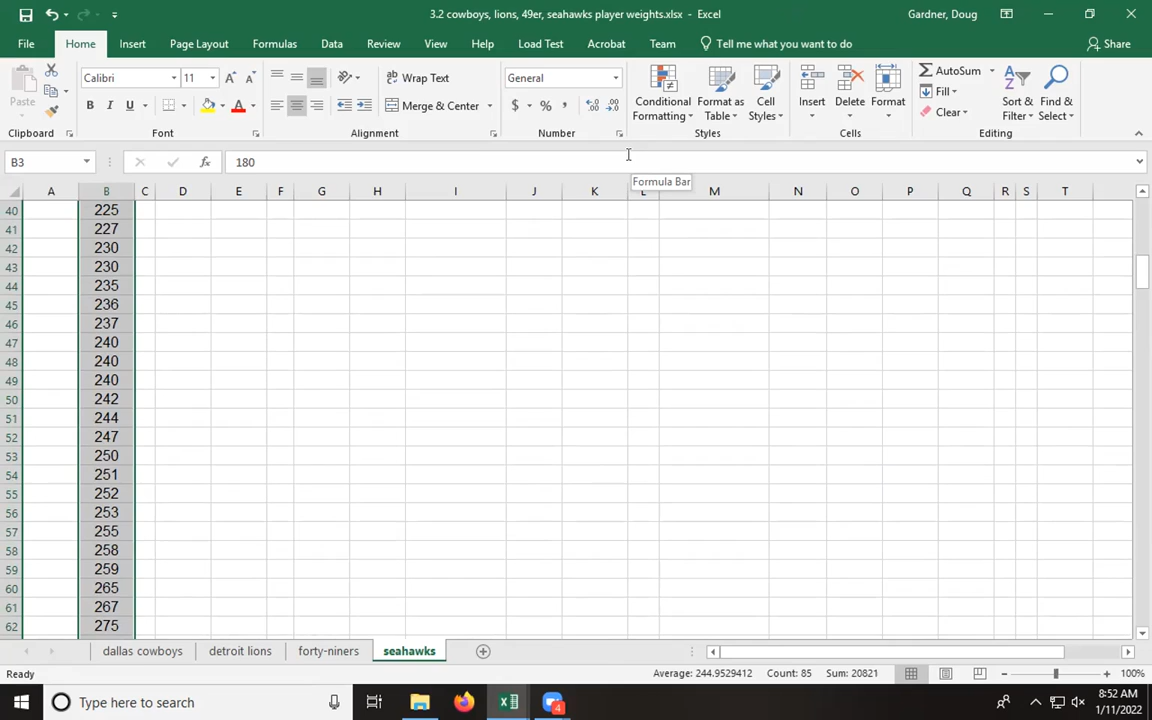 3.2 cowboys, lions, 49er, seahawks player weights.xlsx - Excel
Gardner, Doug
File Home Insert Page Layout Formulas Data Review View Help Load Test Acrobat Team Tell me what you want to do Share
Calibri 11 Wrap Text General AutoSum
Paste Merge & Center Conditional Formatting Format as Table Cell Styles Insert Delete Format Fill Clear Sort & Filter Find & Select
Clipboard Font Alignment Number Styles Cells Editing
B3 fx 180
Formula Bar
A B C D E F G H I J K L M N O P Q R S T
40 225
41 227
42 230
43 230
44 235
45 236
46 237
47 240
48 240
49 240
50 242
51 244
52 247
53 250
54 251
55 252
56 253
57 255
58 258
59 259
60 265
61 267
62 275
dallas cowboys detroit lions forty-niners seahawks
Ready Average: 244.9529412 Count: 85 Sum: 20821 100%
Type here to search 4 8:52 AM
1/11/2022